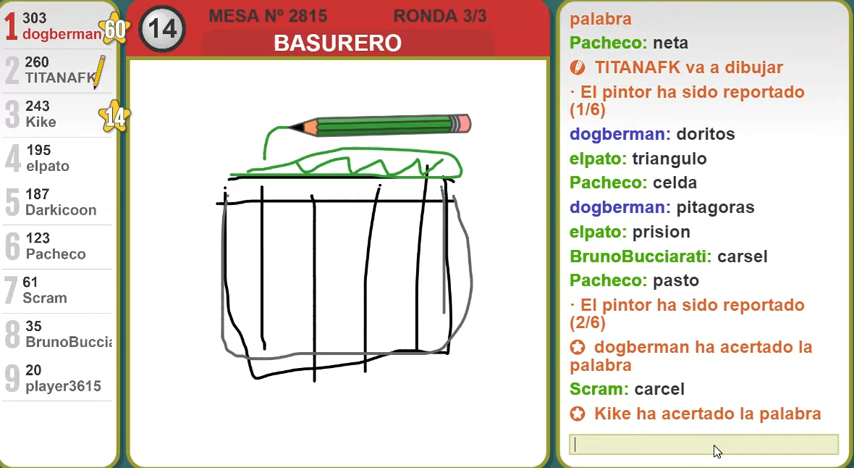 1 303
dogberman 60
2 260
TITANAFK
3 243
Kike 14
4 195
elpato
5 187
Darkicoon
6 123
Pacheco
7 61
Scram
8 35
BrunoBuccia
9 20
player3615
14
MESA Nº 2815 RONDA 3/3
BASURERO
palabra
Pacheco: neta
TITANAFK va a dibujar
· El pintor ha sido reportado
(1/6)
dogberman: doritos
elpato: triangulo
Pacheco: celda
dogberman: pitagoras
elpato: prision
BrunoBucciarati: carsel
Pacheco: pasto
· El pintor ha sido reportado
(2/6)
dogberman ha acertado la
palabra
Scram: carcel
Kike ha acertado la palabra